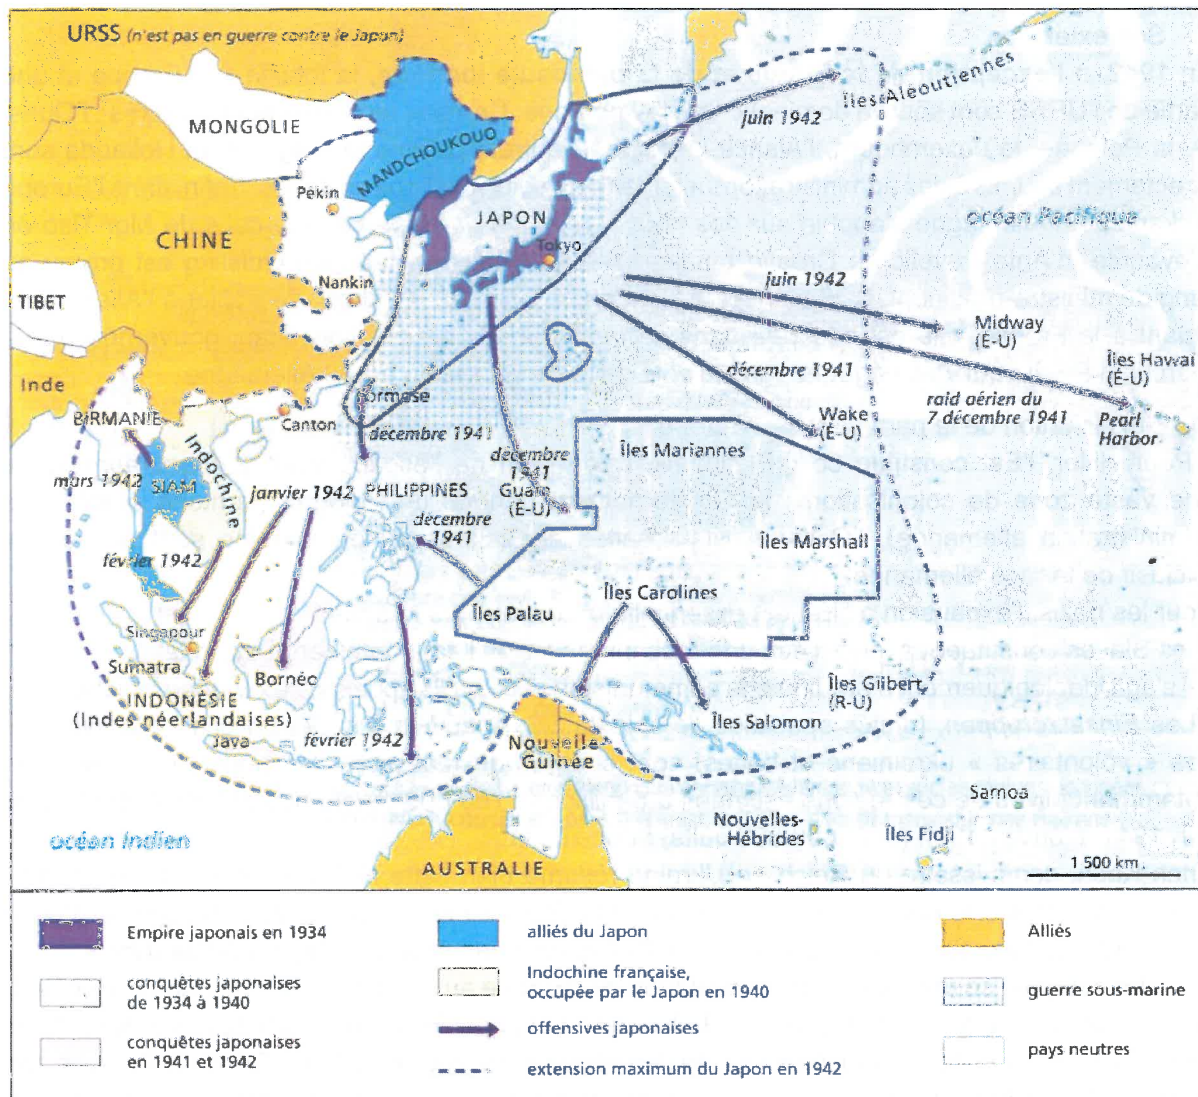 URSS (n'est pas en guerre contre le Japon)
Îles Aléoutiennes
juin 1942
MONGOLIE
MANDCHOUKOUO
Pékin
JAPON
océan Pacifique
CHINE
Tokyo
Nankin
juin 1942
TIBET
Midway
(É-U)
Îles Hawaï
(É-U)
Inde
décembre 1941
raid aérien du
7 décembre 1941
Pearl
Harbor
Formose
BIRMANIE
Canton
décembre 1941
Wake
(É-U)
Îles Mariannes
Indochine
mars 1942
SIAM
janvier 1942
PHILIPPINES
décembre
1941
Guam
(É-U)
décembre
1941
Îles Marshall
février 1942
Îles Carolines
Îles Palau
Singapour
Sumatra
Bornéo
INDONÉSIE
(Indes néerlandaises)
Îles Gilbert
(R-U)
Îles Salomon
Java
février 1942
Nouvelle
Guinée
Samoa
Nouvelles-
Hébrides
Îles Fidji
océan Indien
AUSTRALIE
1 500 km
Empire japonais en 1934
alliés du Japon
Alliés
conquêtes japonaises
de 1934 à 1940
Indochine française,
occupée par le Japon en 1940
guerre sous-marine
offensives japonaises
conquêtes japonaises
en 1941 et 1942
pays neutres
extension maximum du Japon en 1942